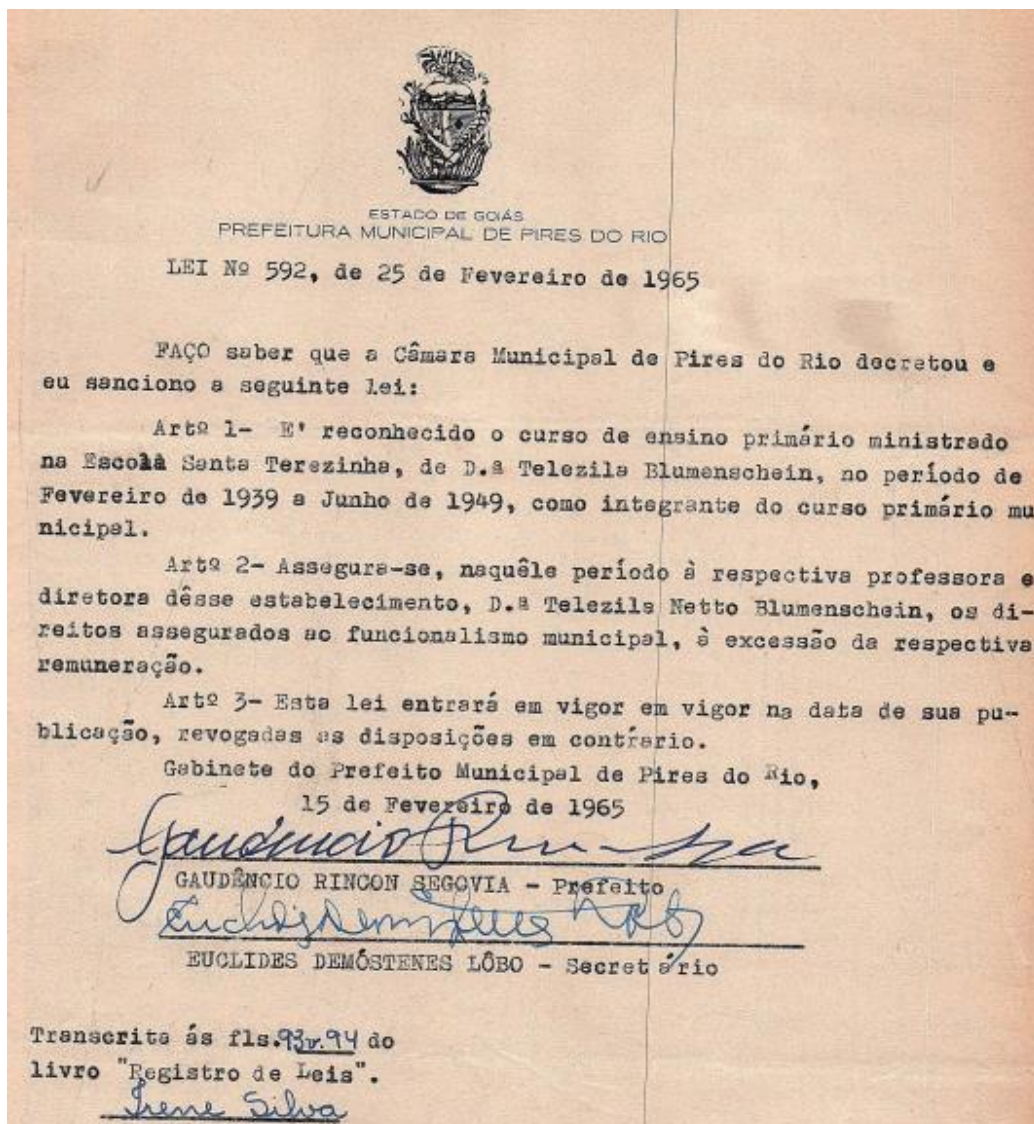 ESTADO DE GOIÁS
PREFEITURA MUNICIPAL DE PIRES DO RIO
LEI Nº 592, de 25 de Fevereiro de 1965
FAÇO saber que a Câmara Municipal de Pires do Rio decretou e
eu sanciono a seguinte lei:
Artº 1- E' reconhecido o curso de ensino primário ministrado
na Escola Santa Terezinha, de D.ª Telezila Blumenschein, no período de
Fevereiro de 1939 a Junho de 1949, como integrante do curso primário mu
nicipal.
Artº 2- Assegura-se, naquêle período à respectiva professora e
diretora dêsse estabelecimento, D.ª Telezila Netto Blumenschein, os di-
reitos assegurados ao funcionalismo municipal, à excessão da respectiva
remuneração.
Artº 3- Esta lei entrará em vigor em vigor na data de sua pu-
blicação, revogadas as disposições em contrário.
Gabinete do Prefeito Municipal de Pires do Rio,
15 de Fevereiro de 1965
GAUDÊNCIO RINCON SEGOVIA - Prefeito
Euclides Demóstenes Lôbo
EUCLIDES DEMÓSTENES LÔBO - Secretário
Transcrita ás fls.93v.94 do
livro "Registro de Leis".
Irene Silva